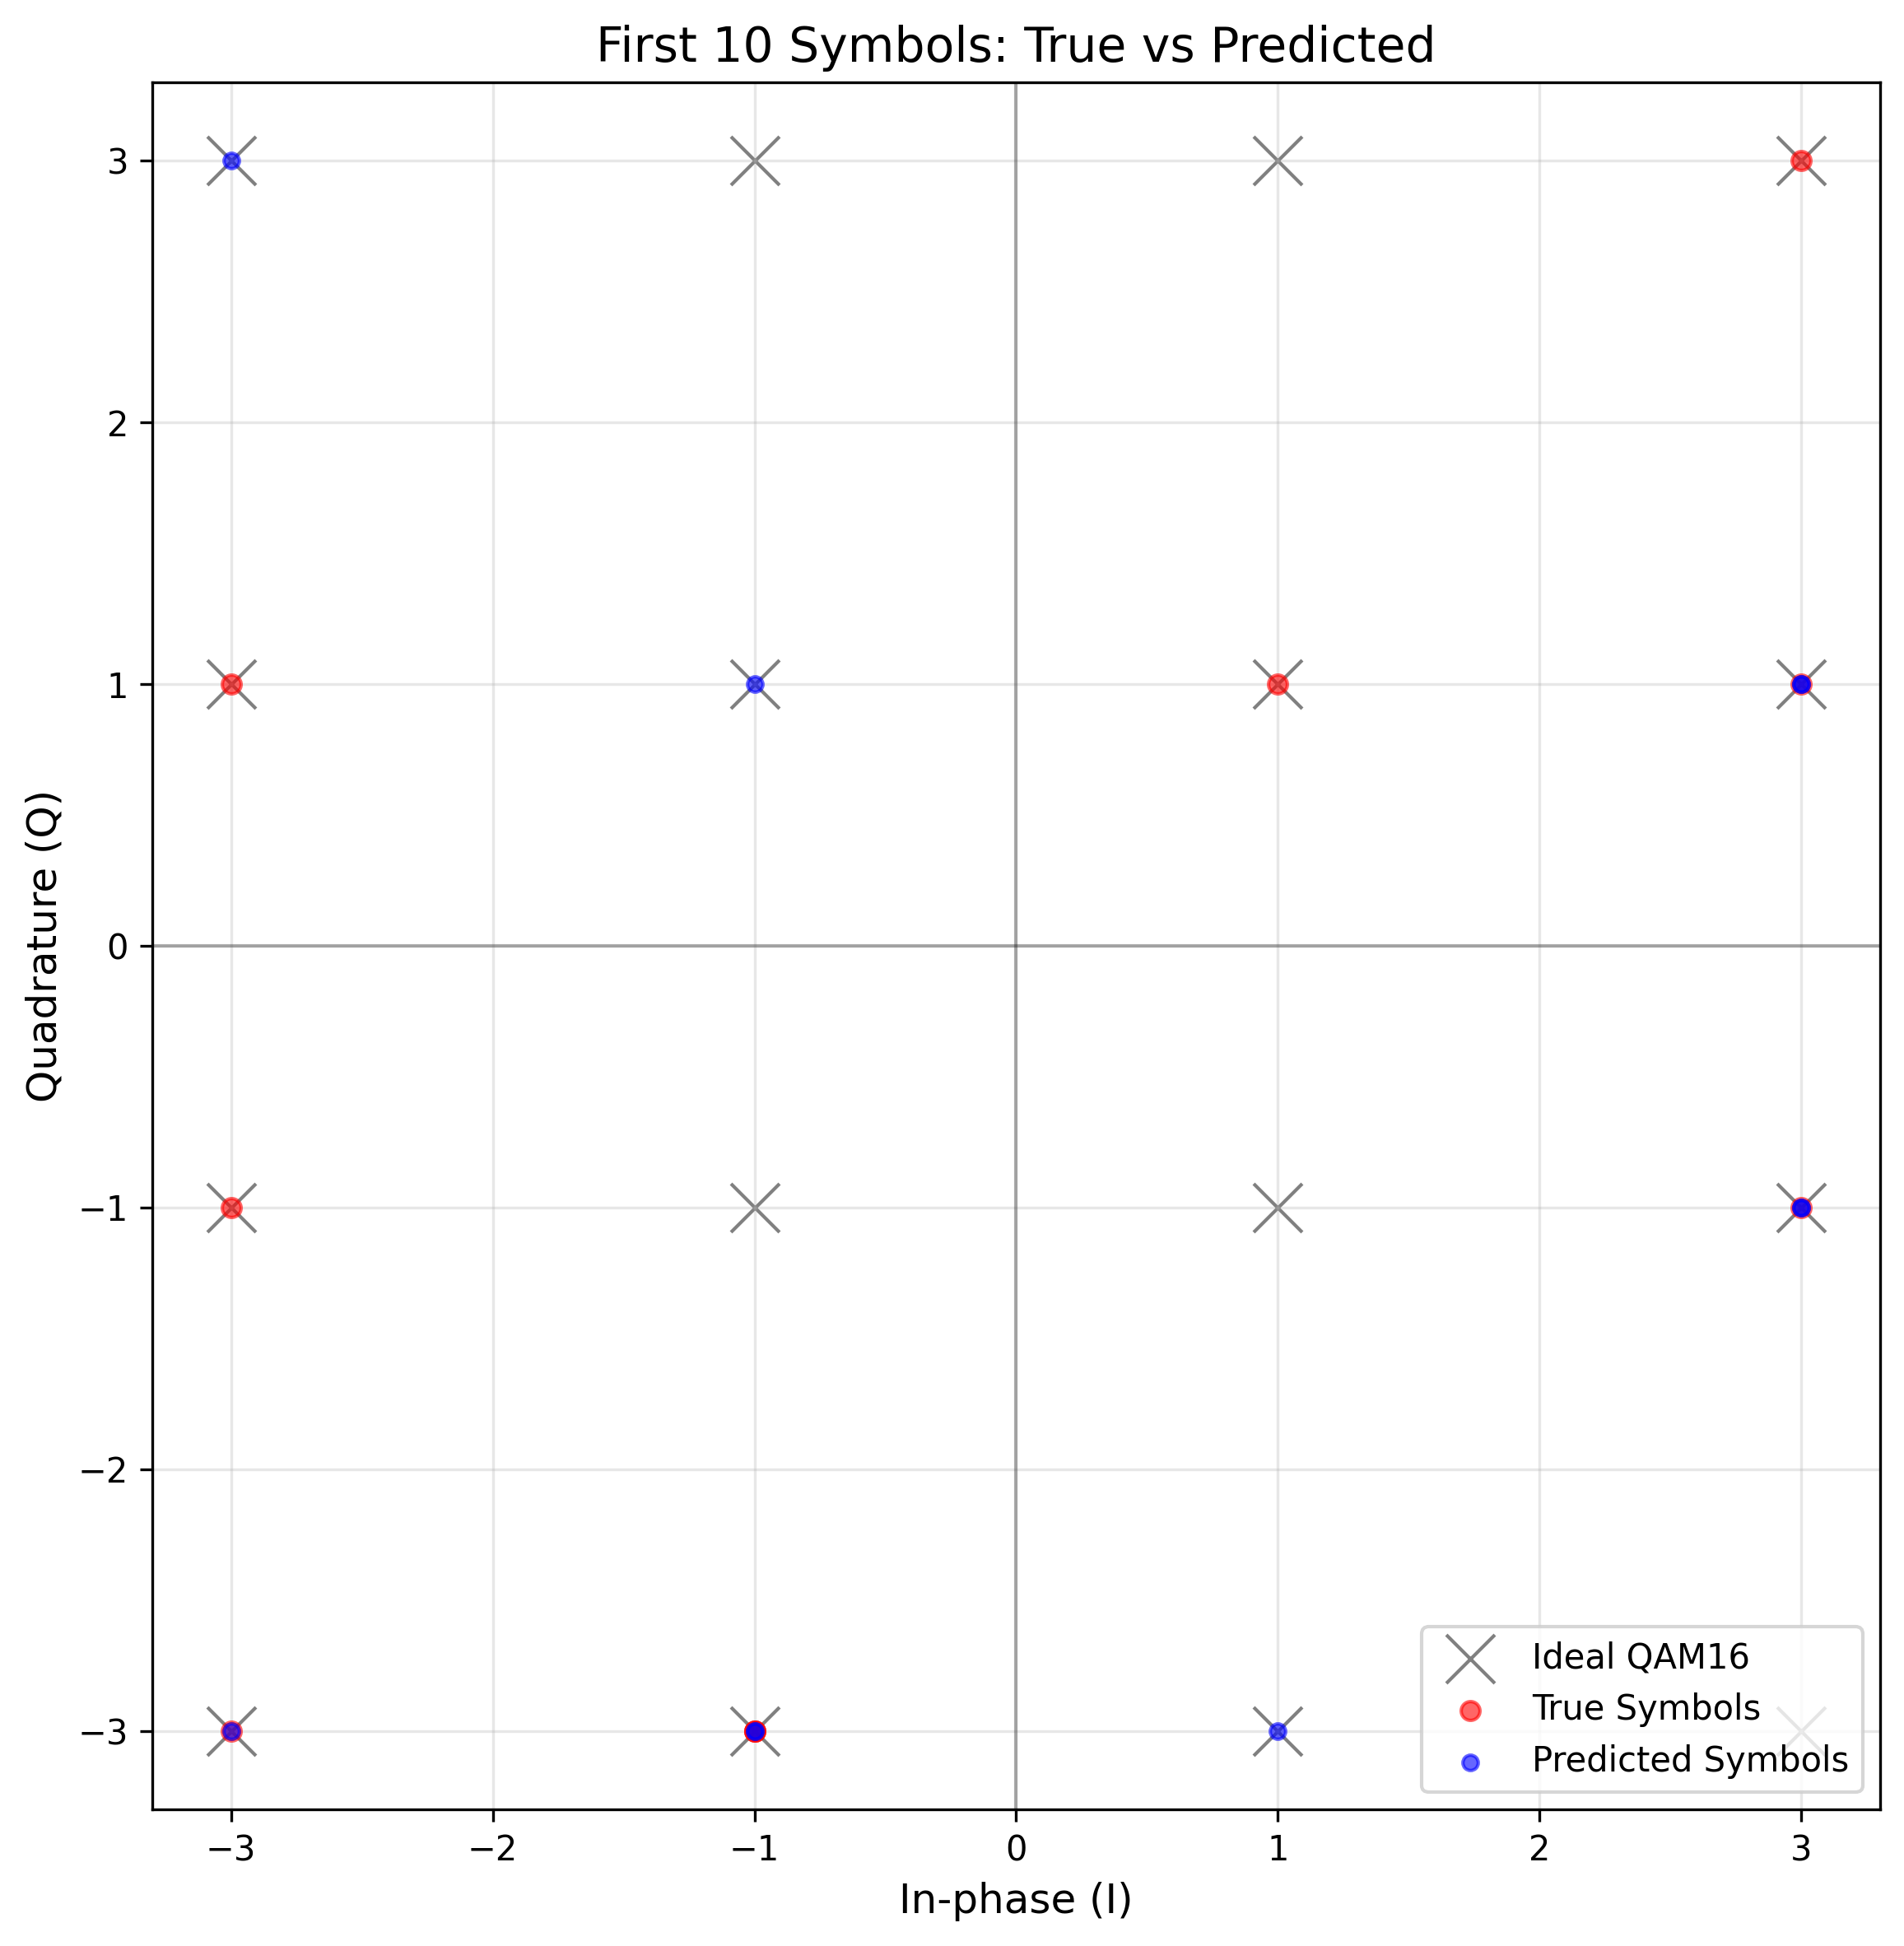 First 10 Symbols: True vs Predicted
Quadrature (Q)
3
2
1
0
−1
−2
−3
−3
−2
−1
0
1
2
3
In-phase (I)
Ideal QAM16
True Symbols
Predicted Symbols